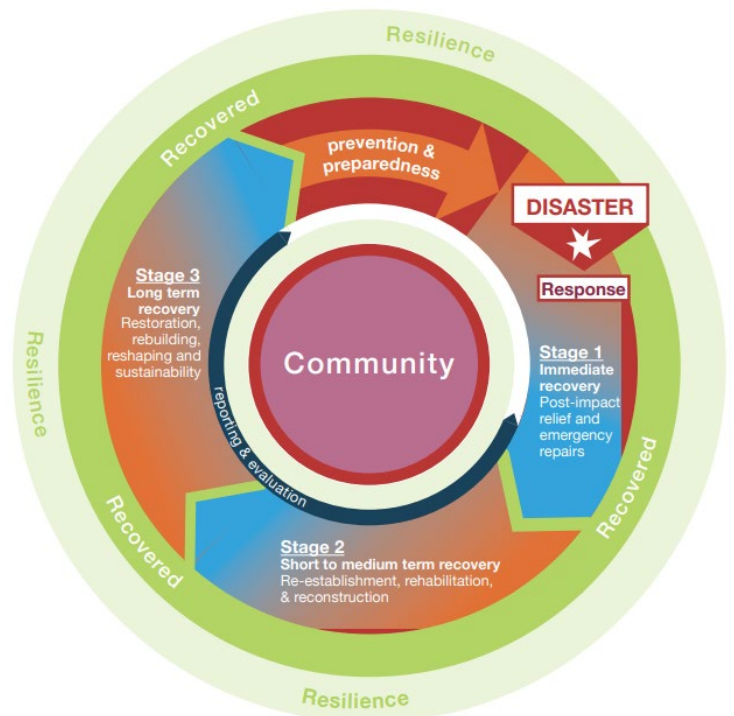 Resilience
Recovered
prevention &
preparedness
DISASTER
Response
Stage 1
Immediate
recovery
Post-impact
relief and
emergency
repairs
Recovered
Stage 2
Short to medium term recovery
Re-establishment, rehabilitation,
& reconstruction
Recovered
Stage 3
Long term
recovery
Restoration,
rebuilding,
reshaping and
sustainability
reporting & evaluation
Community
Resilience
Resilience